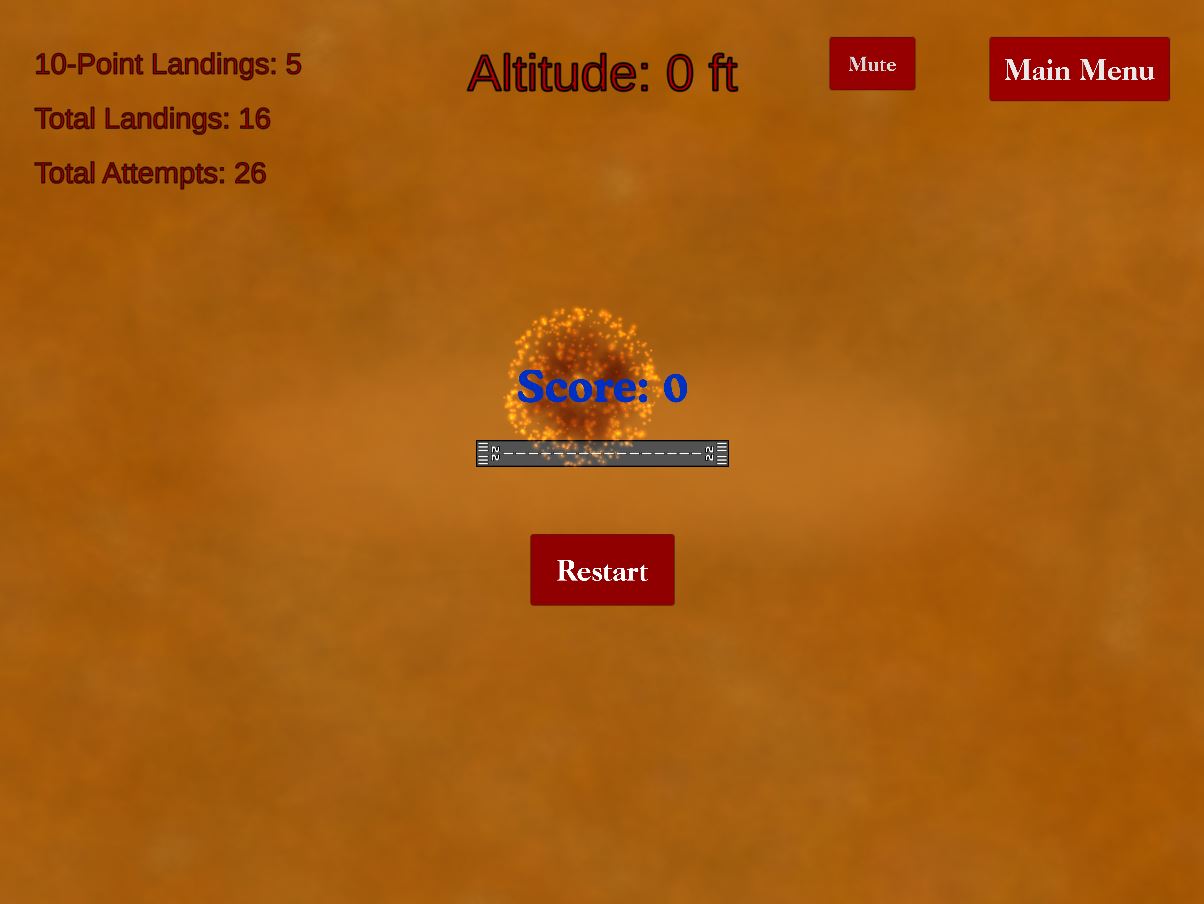 10-Point Landings: 5
Altitude: 0 ft
Mute
Main Menu
Total Landings: 16
Total Attempts: 26
Score: 0
22
22
Restart